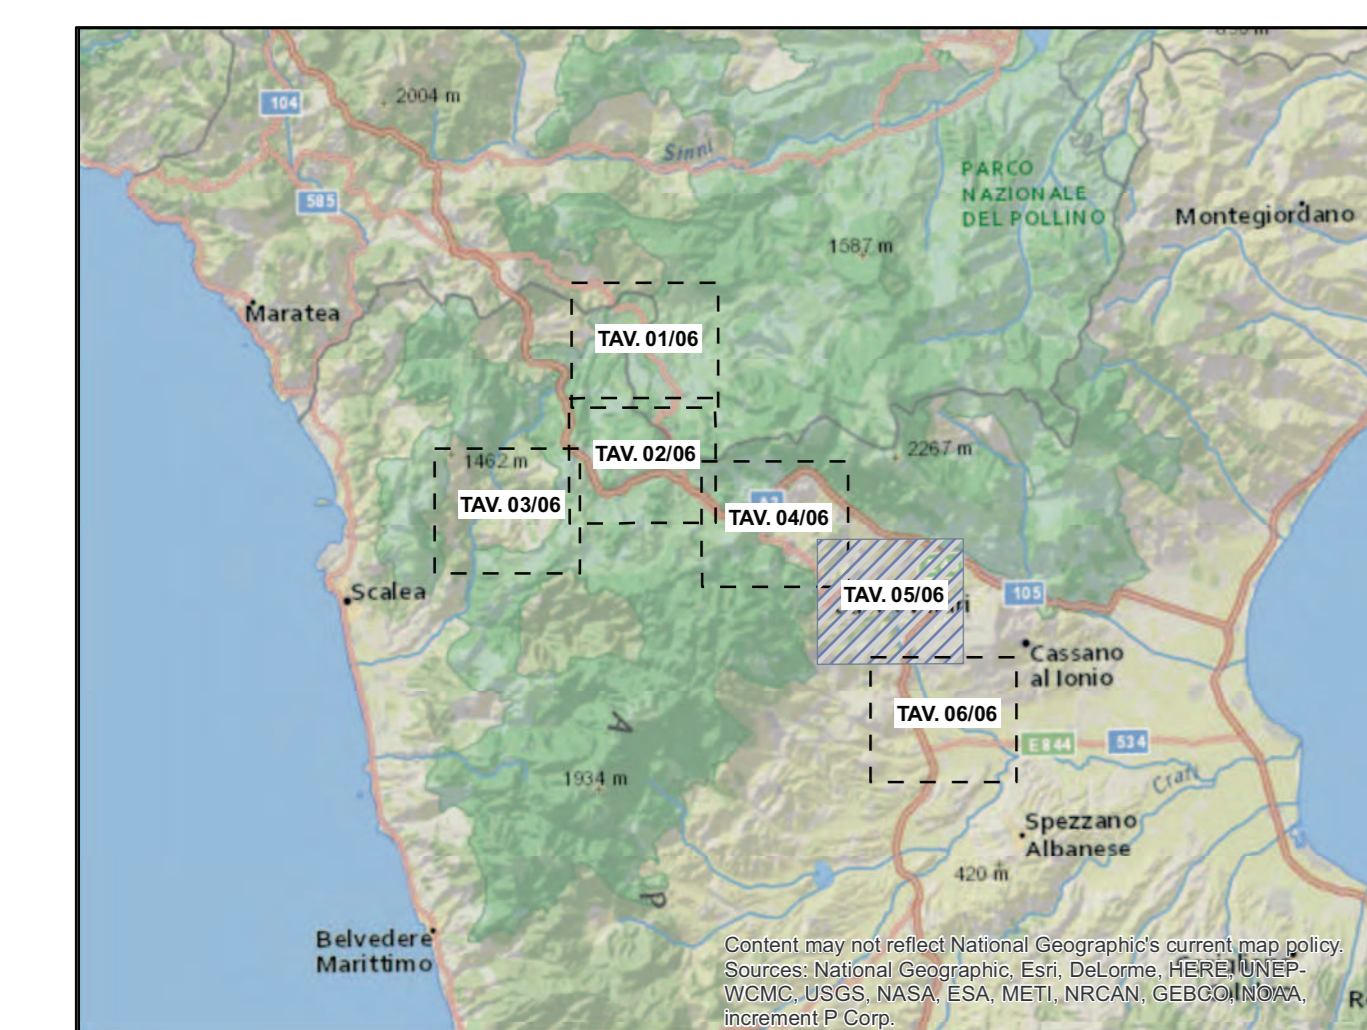 104
2004 m
Sinni
585
PARCO
NAZIONALE
DEL POLLINO
Montegiordano
1587 m
Maratea
TAV. 01/06
2267 m
TAV. 02/06
1462 m
TAV. 03/06
TAV. 04/06
Scalea
TAV. 05/06
105
Cassano
al Ionio
TAV. 06/06
A
E844
534
1934 m
Crati
Spezzano
Albanese
420 m
P
Belvedere
Marittimo
Content may not reflect National Geographic's current map policy.
Sources: National Geographic, Esri, DeLorme, HERE, UNEP-
WCMC, USGS, NASA, ESA, METI, NRCAN, GEBCO, NOAA,
increment P Corp.